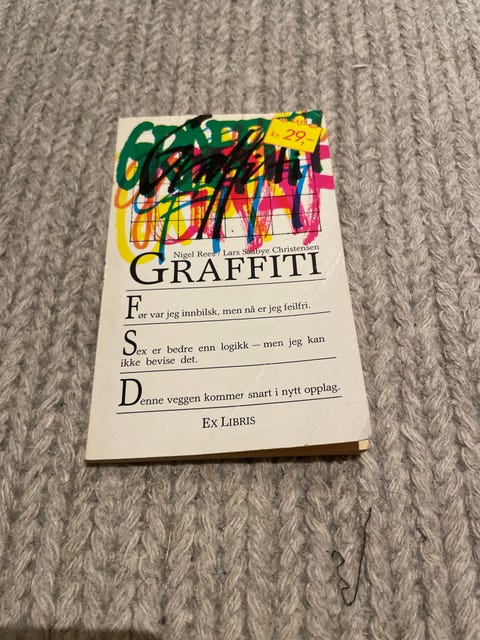 Graffiti
kr. 29,-
Nigel Rees / Lars Saabye Christensen
GRAFFITI
Før var jeg innbilsk, men nå er jeg feilfri.
Sex er bedre enn logikk — men jeg kan
ikke bevise det.
Denne veggen kommer snart i nytt opplag.
EX LIBRIS